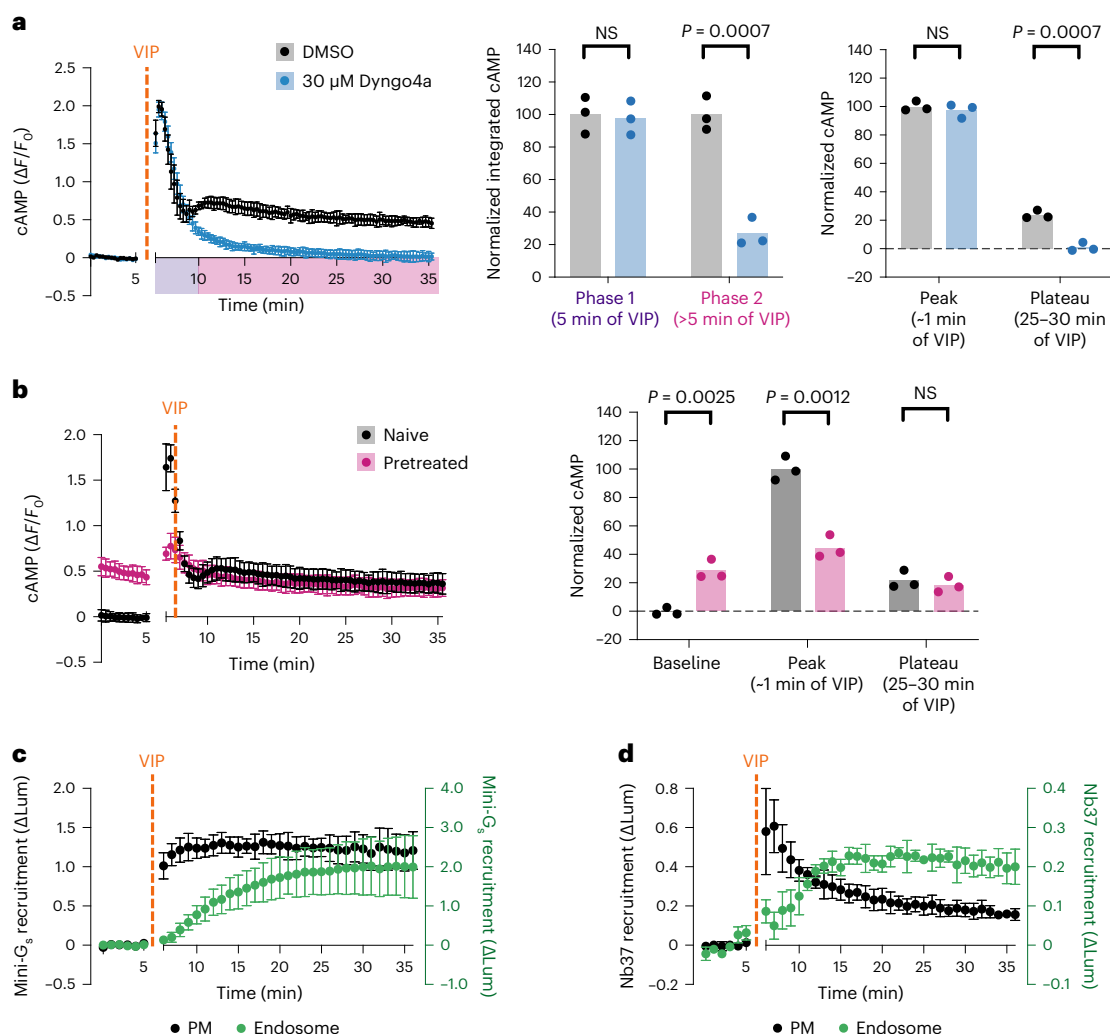 a
VIP
DMSO
30 µM Dyngo4a
cAMP (ΔF/F0)
2.5
2.0
1.5
1.0
0.5
0
−0.5
5
10
15
20
25
30
35
Time (min)
NS
P = 0.0007
Normalized integrated cAMP
140
120
100
80
60
40
20
0
Phase 1
(5 min of VIP)
Phase 2
(>5 min of VIP)
NS
P = 0.0007
Normalized cAMP
140
120
100
80
60
40
20
0
−20
Peak
(~1 min
of VIP)
Plateau
(25–30 min
of VIP)
b
VIP
Naive
Pretreated
cAMP (ΔF/F0)
2.0
1.5
1.0
0.5
0
−0.5
5
10
15
20
25
30
35
Time (min)
P = 0.0025
P = 0.0012
NS
Normalized cAMP
140
120
100
80
60
40
20
0
−20
Baseline
Peak
(~1 min of VIP)
Plateau
(25–30 min
of VIP)
c
VIP
Mini-Gs recruitment (ΔLum)
2.0
1.5
1.0
0.5
0
−0.5
5
10
15
20
25
30
35
Time (min)
4.0
3.0
2.0
1.0
0
−1.0
Mini-Gs recruitment (ΔLum)
PM
Endosome
d
VIP
Nb37 recruitment (ΔLum)
0.8
0.6
0.4
0.2
0
−0.2
5
10
15
20
25
30
35
Time (min)
0.4
0.3
0.2
0.1
0
−0.1
Nb37 recruitment (ΔLum)
PM
Endosome